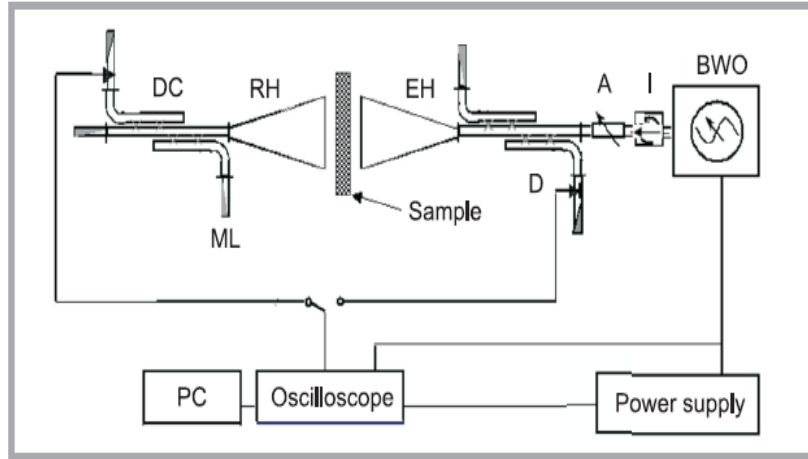 DC
RH
EH
A
I
BWO
D
Sample
ML
PC
Oscilloscope
Power supply